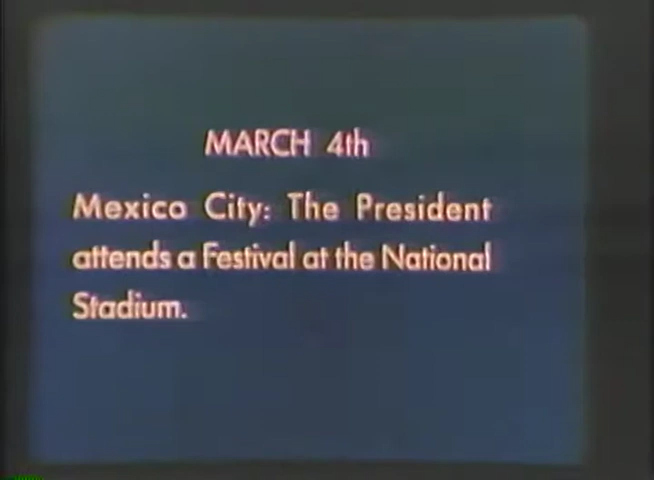 MARCH 4th
Mexico City: The President
attends a Festival at the National
Stadium.